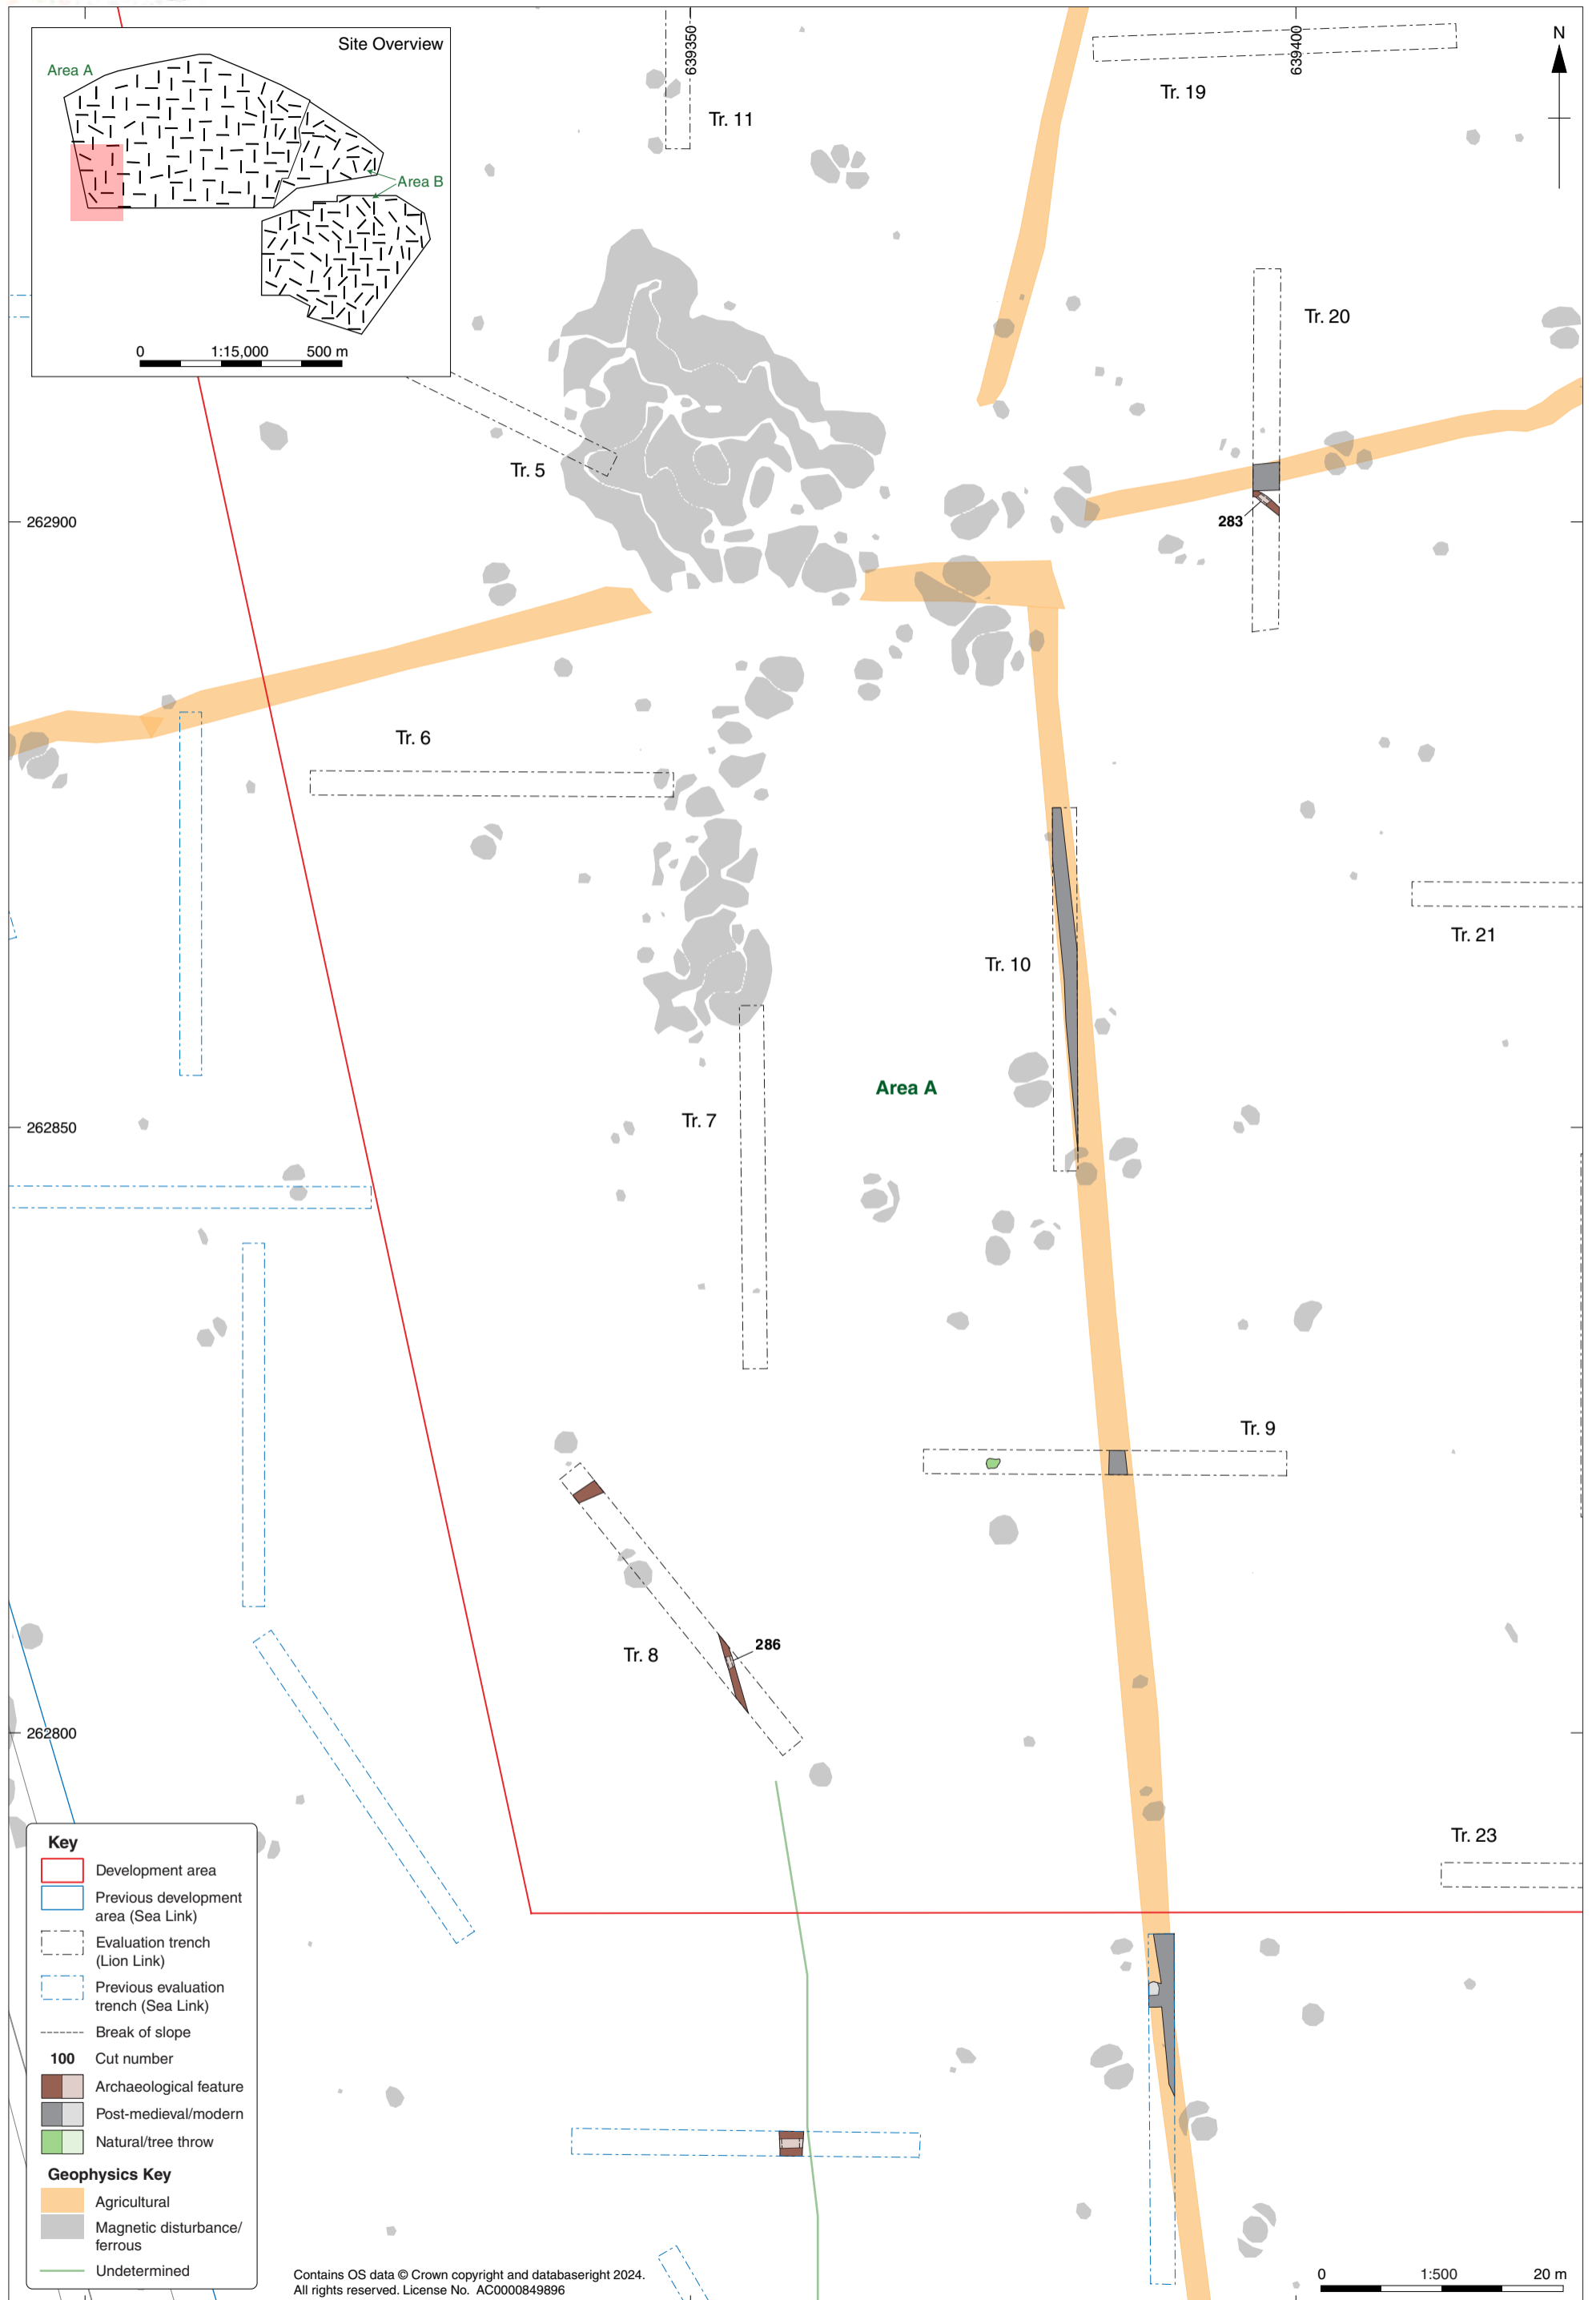 Site Overview
Area A
Area B
0 1:15,000 500 m
639350
639400
N
Tr. 11
Tr. 19
Tr. 20
Tr. 5
283
262900
Tr. 6
Tr. 21
Tr. 10
Area A
262850
Tr. 7
Tr. 9
Tr. 8
286
262800
Tr. 23
Key
Development area
Previous development
area (Sea Link)
Evaluation trench
(Lion Link)
Previous evaluation
trench (Sea Link)
Break of slope
100 Cut number
Archaeological feature
Post-medieval/modern
Natural/tree throw
Geophysics Key
Agricultural
Magnetic disturbance/
ferrous
Undetermined
Contains OS data © Crown copyright and databaseright 2024.
All rights reserved. License No. AC0000849896
0 1:500 20 m